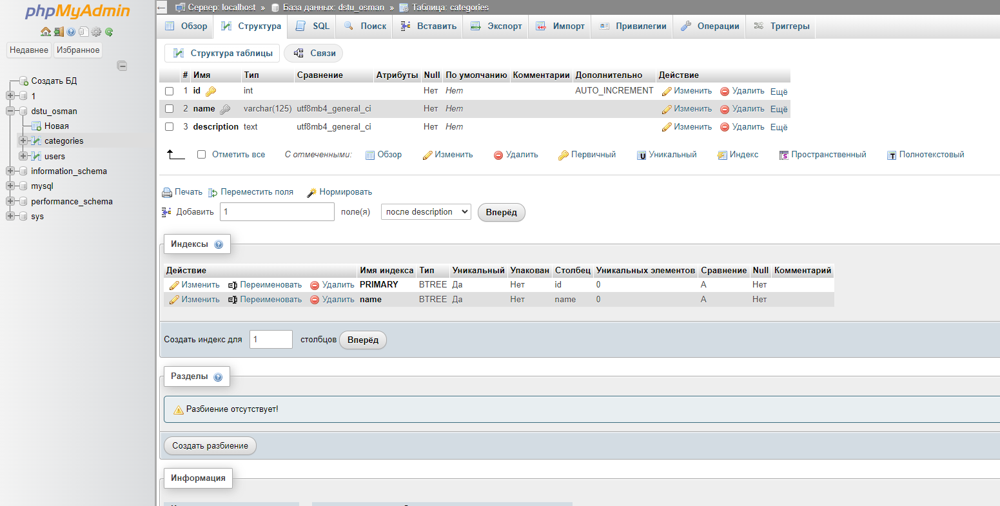 phpMyAdmin
Недавнее Избранное
Создать БД
1
dstu_osman
Новая
categories
users
information_schema
mysql
performance_schema
sys
← Сервер: localhost » База данных: dstu_osman » Таблица: categories
Обзор Структура SQL Поиск Вставить Экспорт Импорт Привилегии Операции Триггеры
Структура таблицы Связи
# Имя Тип Сравнение Атрибуты Null По умолчанию Комментарии Дополнительно Действие
1 id int Нет Нет AUTO_INCREMENT Изменить Удалить Ещё
2 name varchar(125) utf8mb4_general_ci Нет Нет Изменить Удалить Ещё
3 description text utf8mb4_general_ci Нет Нет Изменить Удалить Ещё
Отметить все С отмеченными: Обзор Изменить Удалить Первичный Уникальный Индекс Пространственный Полнотекстовый
Печать Переместить поля Нормировать
Добавить 1 поле(я) после description Вперёд
Индексы
Действие Имя индекса Тип Уникальный Упакован Столбец Уникальных элементов Сравнение Null Комментарий
Изменить Переименовать Удалить PRIMARY BTREE Да Нет id 0 A Нет
Изменить Переименовать Удалить name BTREE Да Нет name 0 A Нет
Создать индекс для 1 столбцов Вперёд
Разделы
Разбиение отсутствует!
Создать разбиение
Информация